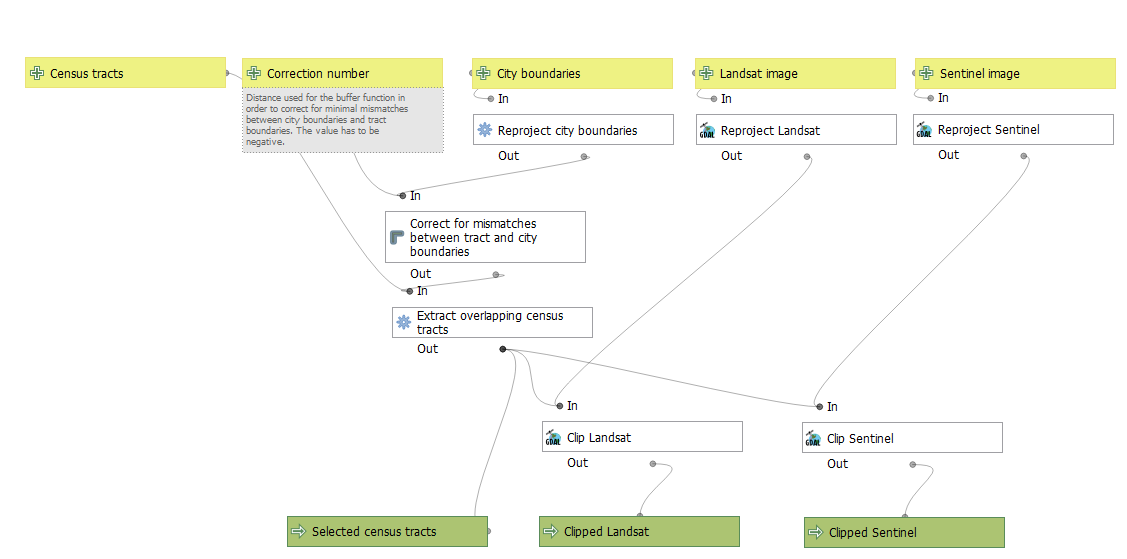 Census tracts
Correction number
City boundaries
Landsat image
Sentinel image
Distance used for the buffer function in
order to correct for minimal mismatches
between city boundaries and tract
boundaries. The value has to be
negative.
In
In
In
Reproject city boundaries
GDAL
Reproject Landsat
GDAL
Reproject Sentinel
Out
Out
Out
In
Correct for mismatches
between tract and city
boundaries
Out
In
Extract overlapping census
tracts
Out
In
In
GDAL
Clip Landsat
GDAL
Clip Sentinel
Out
Out
Selected census tracts
Clipped Landsat
Clipped Sentinel